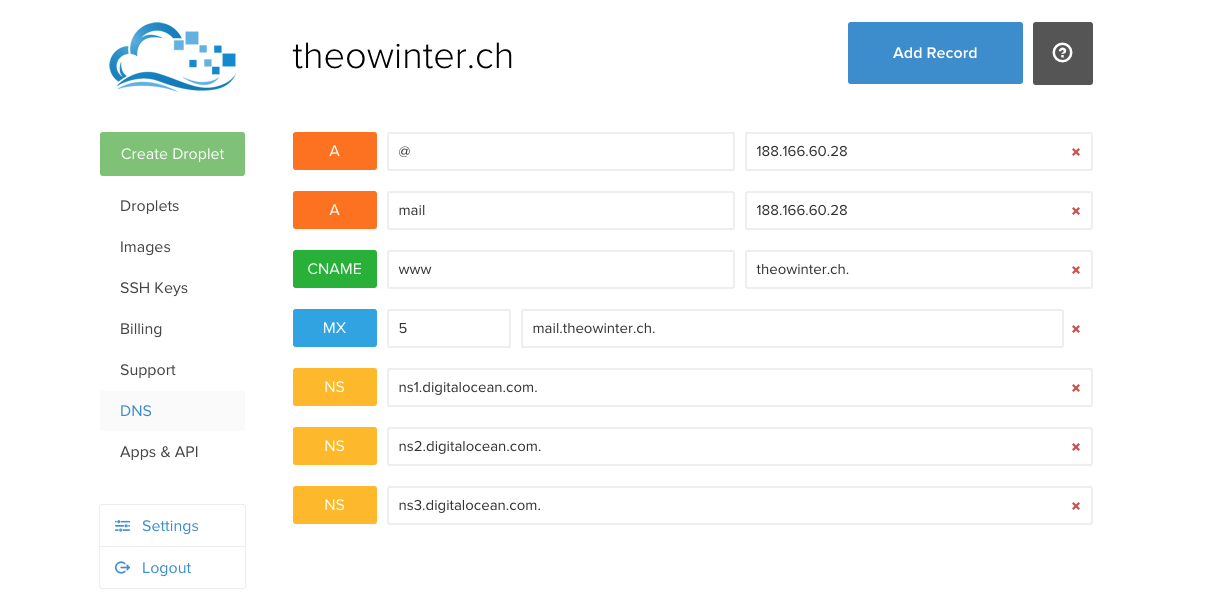 theowinter.ch
Add Record
?
Create Droplet
Droplets
Images
SSH Keys
Billing
Support
DNS
Apps & API
Settings
Logout
A @ 188.166.60.28
A mail 188.166.60.28
CNAME www theowinter.ch.
MX 5 mail.theowinter.ch.
NS ns1.digitalocean.com.
NS ns2.digitalocean.com.
NS ns3.digitalocean.com.